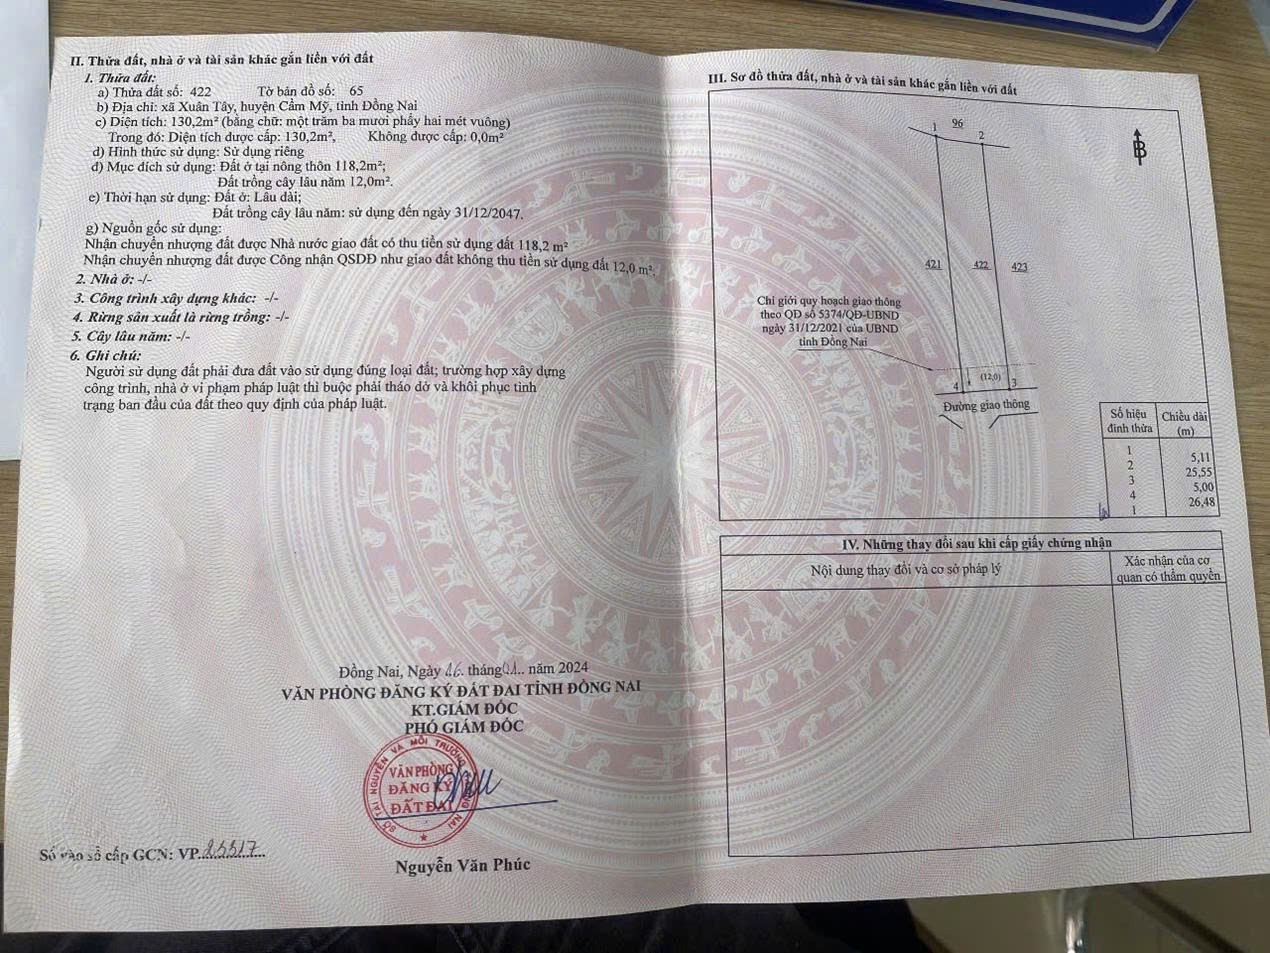 II. Thửa đất, nhà ở và tài sản khác gắn liền với đất
1. Thửa đất:
a) Thửa đất số: 422 Tờ bản đồ số: 65
b) Địa chỉ: xã Xuân Tây, huyện Cẩm Mỹ, tỉnh Đồng Nai
c) Diện tích: 130,2m² (bằng chữ: một trăm ba mươi phẩy hai mét vuông)
Trong đó: Diện tích được cấp: 130,2m², Không được cấp: 0,0m²
d) Hình thức sử dụng: Sử dụng riêng
đ) Mục đích sử dụng: Đất ở tại nông thôn 118,2m²;
Đất trồng cây lâu năm 12,0m².
e) Thời hạn sử dụng: Đất ở: Lâu dài;
Đất trồng cây lâu năm: sử dụng đến ngày 31/12/2047.
g) Nguồn gốc sử dụng:
Nhận chuyển nhượng đất được Nhà nước giao đất có thu tiền sử dụng đất 118,2 m²
Nhận chuyển nhượng đất được Công nhận QSDĐ như giao đất không thu tiền sử dụng đất 12,0 m².
2. Nhà ở: -/-
3. Công trình xây dựng khác: -/-
4. Rừng sản xuất là rừng trồng: -/-
5. Cây lâu năm: -/-
6. Ghi chú:
Người sử dụng đất phải đưa đất vào sử dụng đúng loại đất; trường hợp xây dựng
công trình, nhà ở vi phạm pháp luật thì buộc phải tháo dở và khôi phục tình
trạng ban đầu của đất theo quy định của pháp luật.
Đồng Nai, Ngày 16. tháng 01.. năm 2024
VĂN PHÒNG ĐĂNG KÝ ĐẤT ĐAI TỈNH ĐỒNG NAI
KT.GIÁM ĐỐC
PHÓ GIÁM ĐỐC
SỞ TÀI NGUYÊN VÀ MÔI TRƯỜNG
VĂN PHÒNG
ĐĂNG KÝ
ĐẤT ĐAI
Nguyễn Văn Phúc
Số vào sổ cấp GCN: VP
III. Sơ đồ thửa đất, nhà ở và tài sản khác gắn liền với đất
B
1 96 2
421 422 423
Chỉ giới quy hoạch giao thông
theo QĐ số 5374/QĐ-UBND
ngày 31/12/2021 của UBND
tỉnh Đồng Nai
4 (12,0) 3
Đường giao thông
Số hiệu Chiều dài
đỉnh thửa (m)
1
5,11
2
25,55
3
5,00
4
26,48
1
IV. Những thay đổi sau khi cấp giấy chứng nhận
Nội dung thay đổi và cơ sở pháp lý
Xác nhận của cơ
quan có thẩm quyền